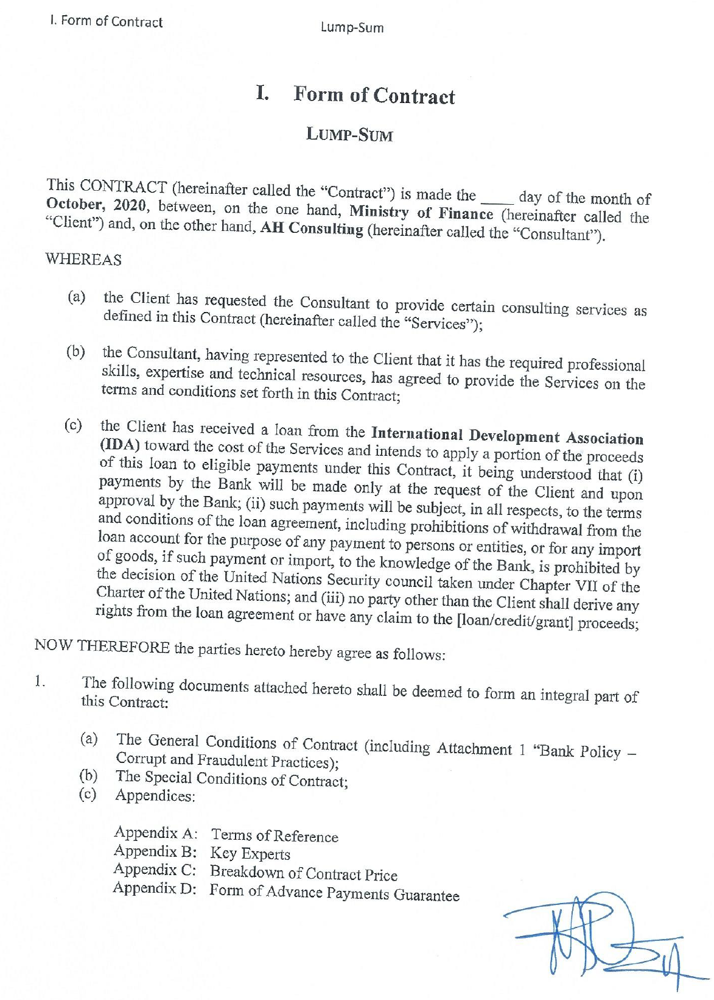 I. Form of Contract
Lump-Sum
I. Form of Contract
LUMP-SUM
This CONTRACT (hereinafter called the “Contract”) is made the ____ day of the month of
October, 2020, between, on the one hand, Ministry of Finance (hereinafter called the
“Client”) and, on the other hand, AH Consulting (hereinafter called the “Consultant”).
WHEREAS
(a) the Client has requested the Consultant to provide certain consulting services as
defined in this Contract (hereinafter called the “Services”);
(b) the Consultant, having represented to the Client that it has the required professional
skills, expertise and technical resources, has agreed to provide the Services on the
terms and conditions set forth in this Contract;
(c) the Client has received a loan from the International Development Association
(IDA) toward the cost of the Services and intends to apply a portion of the proceeds
of this loan to eligible payments under this Contract, it being understood that (i)
payments by the Bank will be made only at the request of the Client and upon
approval by the Bank; (ii) such payments will be subject, in all respects, to the terms
and conditions of the loan agreement, including prohibitions of withdrawal from the
loan account for the purpose of any payment to persons or entities, or for any import
of goods, if such payment or import, to the knowledge of the Bank, is prohibited by
the decision of the United Nations Security council taken under Chapter VII of the
Charter of the United Nations; and (iii) no party other than the Client shall derive any
rights from the loan agreement or have any claim to the [loan/credit/grant] proceeds;
NOW THEREFORE the parties hereto hereby agree as follows:
1. The following documents attached hereto shall be deemed to form an integral part of
this Contract:
(a) The General Conditions of Contract (including Attachment 1 “Bank Policy –
Corrupt and Fraudulent Practices);
(b) The Special Conditions of Contract;
(c) Appendices:
Appendix A: Terms of Reference
Appendix B: Key Experts
Appendix C: Breakdown of Contract Price
Appendix D: Form of Advance Payments Guarantee